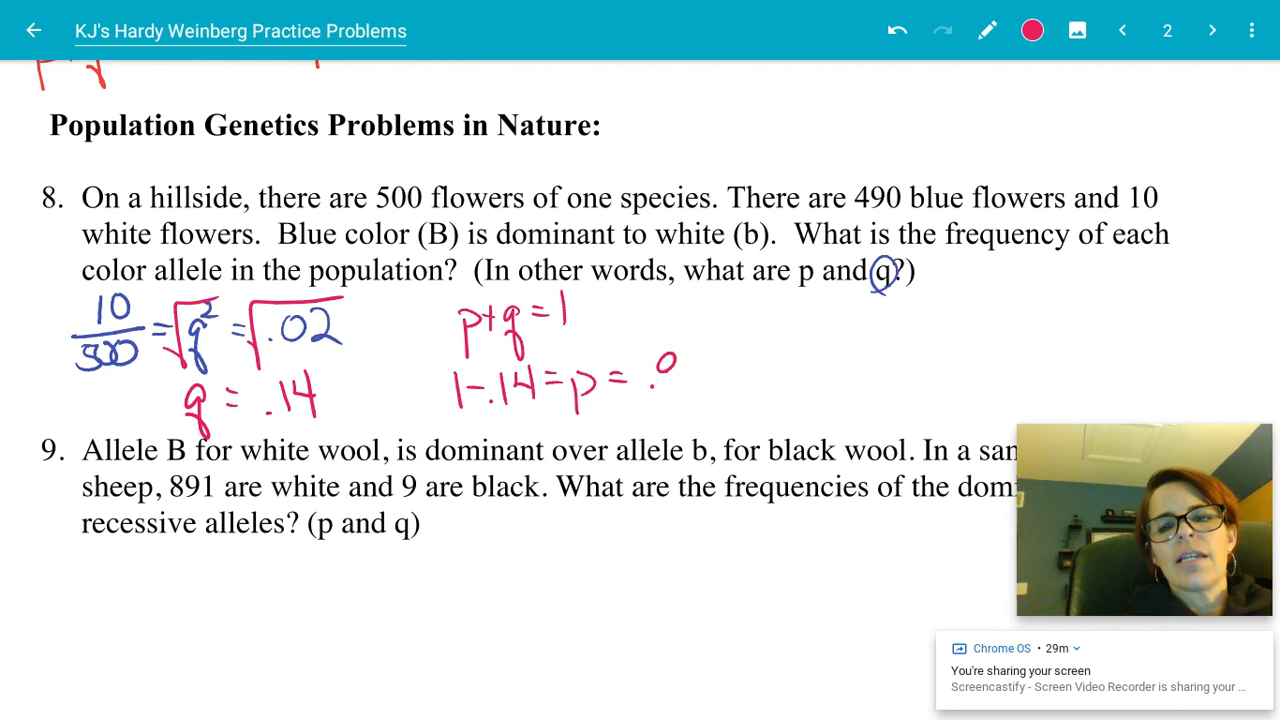 KJ's Hardy Weinberg Practice Problems
2
Population Genetics Problems in Nature:
8. On a hillside, there are 500 flowers of one species. There are 490 blue flowers and 10
white flowers. Blue color (B) is dominant to white (b). What is the frequency of each
color allele in the population? (In other words, what are p and q?)
10/500 = √q² = √.02
q = .14
p+q=1
1-.14=p=.
9. Allele B for white wool, is dominant over allele b, for black wool. In a
sheep, 891 are white and 9 are black. What are the frequencies of the
recessive alleles? (p and q)
Chrome OS • 29m
You're sharing your screen
Screencastify - Screen Video Recorder is sharing your ...